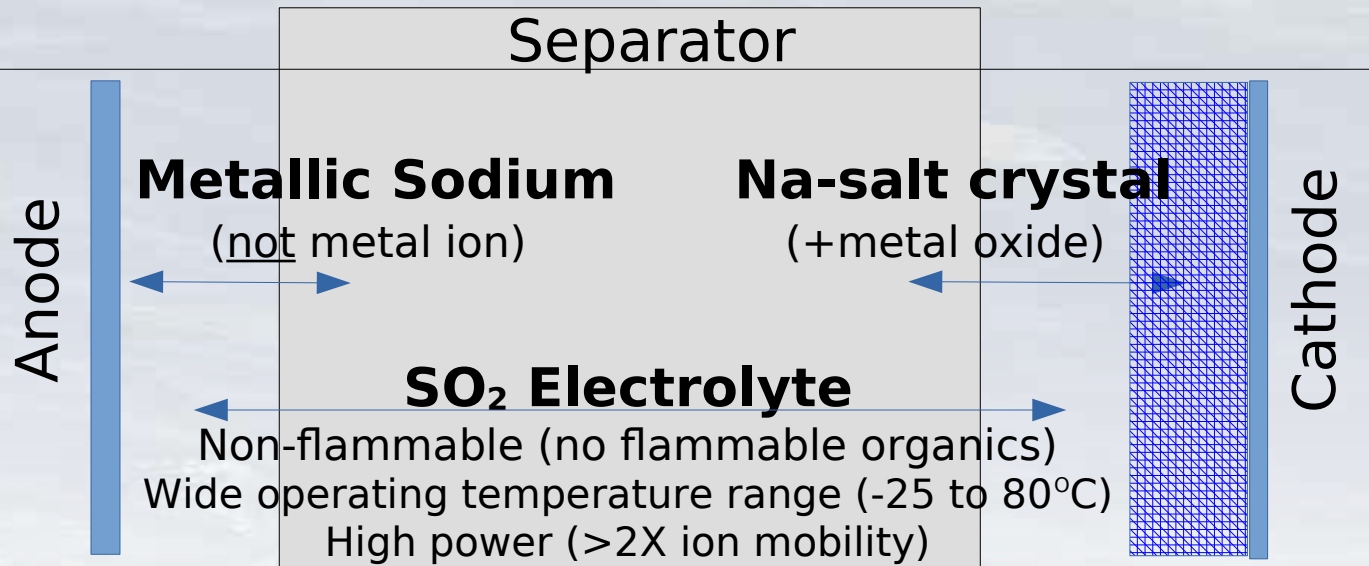 Separator
Anode
Metallic Sodium
(not metal ion)
Na-salt crystal
(+metal oxide)
Cathode
SO₂ Electrolyte
Non-flammable (no flammable organics)
Wide operating temperature range (-25 to 80ºC)
High power (>2X ion mobility)